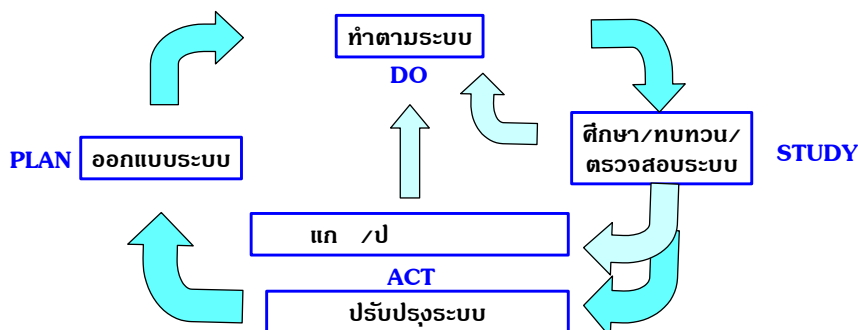 ทำตามระบบ
DO
PLAN
ออกแบบระบบ
ศึกษา/ทบทวน/
ตรวจสอบระบบ
STUDY
แก /ป
ACT
ปรับปรุงระบบ